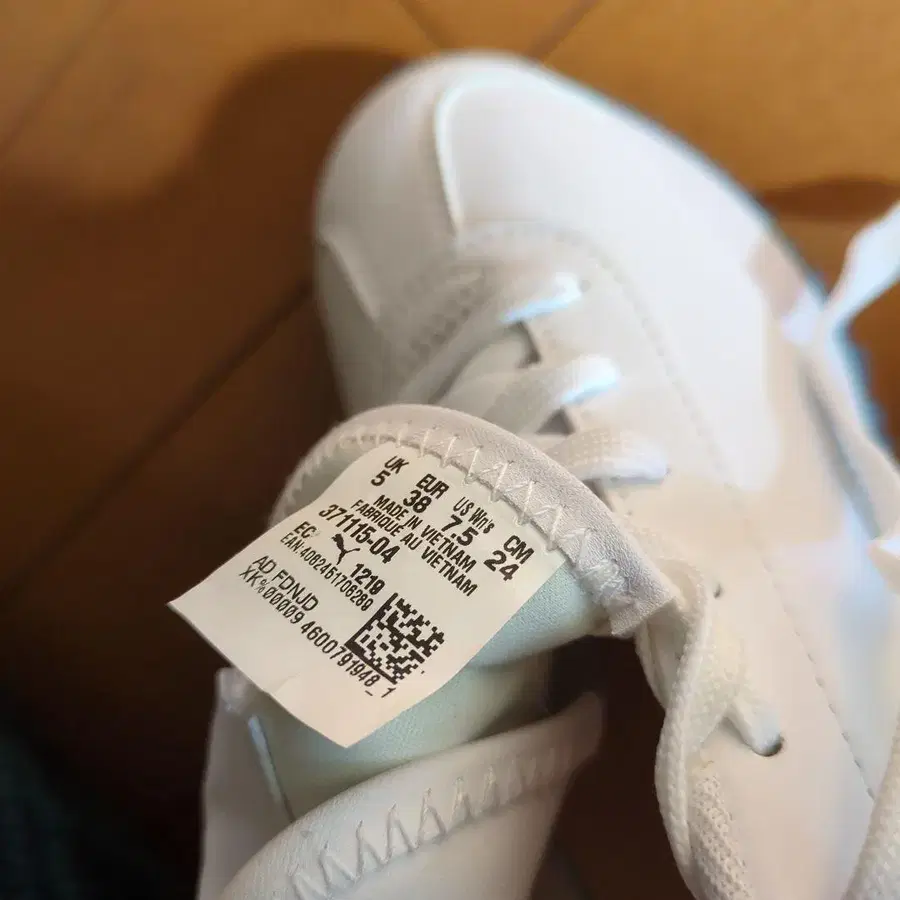 UK EUR US Wn's CM
5 38 7.5 24
MADE IN VIETNAM
FABRIQUE AU VIETNAM
371115-04
EC 1219
EAN:4062451706289
AD FDNJD
XK%00009 4600791948_1